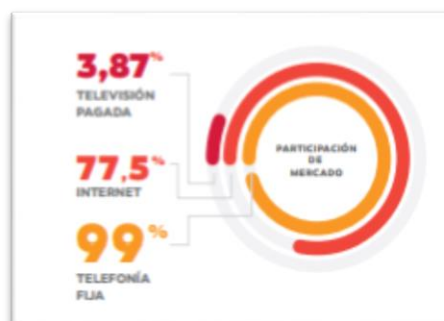 3,87%
TELEVISIÓN
PAGADA
77,5%
INTERNET
99%
TELEFONÍA
FIJA
PARTICIPACIÓN
DE
MERCADO